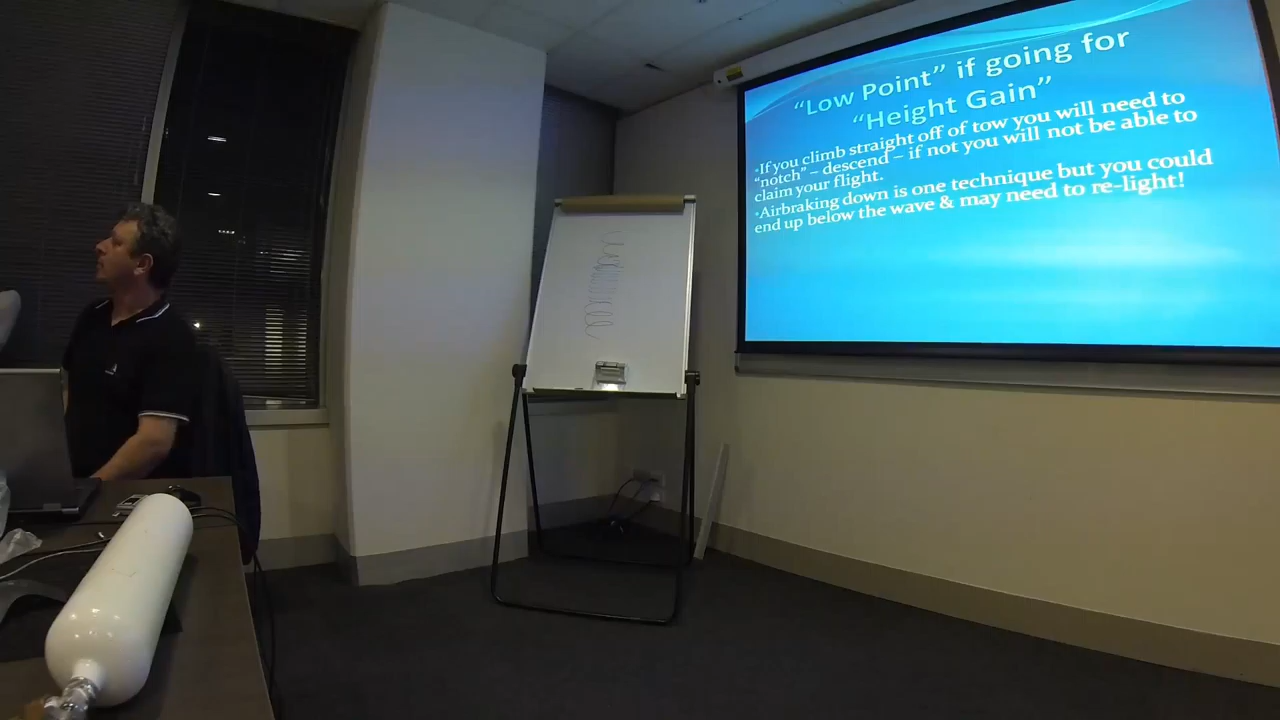 “Low Point” if going for
“Height Gain”
•If you climb straight off of tow you will need to
“notch” – descend – if not you will not be able to
claim your flight.
•Airbraking down is one technique but you could
end up below the wave & may need to re-light!